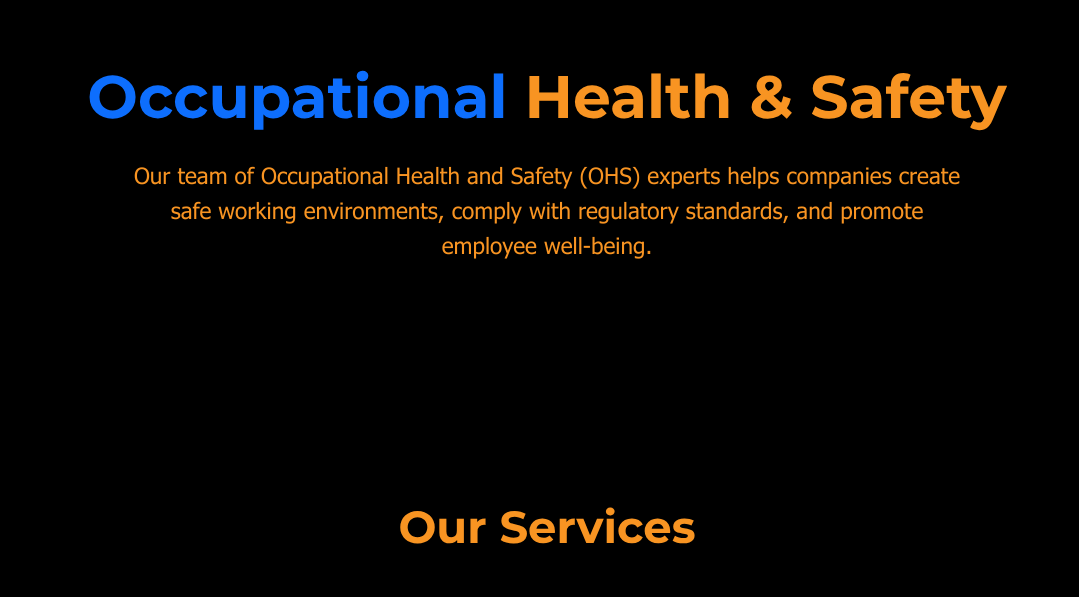 Occupational Health & Safety
Our team of Occupational Health and Safety (OHS) experts helps companies create
safe working environments, comply with regulatory standards, and promote
employee well-being.
Our Services